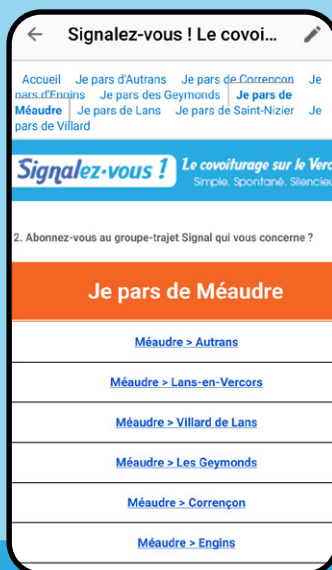 Signalez-vous ! Le covoi...
Accueil Je pars d'Autrans Je pars de Corrençon Je
pars d'Engins Je pars des Geymonds Je pars de
Méaudre Je pars de Lans Je pars de Saint-Nizier Je
pars de Villard
Signalez-vous ! Le covoiturage sur le Verc
Simple. Spontané. Silencieu
2. Abonnez-vous au groupe-trajet Signal qui vous concerne ?
Je pars de Méaudre
Méaudre > Autrans
Méaudre > Lans-en-Vercors
Méaudre > Villard de Lans
Méaudre > Les Geymonds
Méaudre > Corrençon
Méaudre > Engins